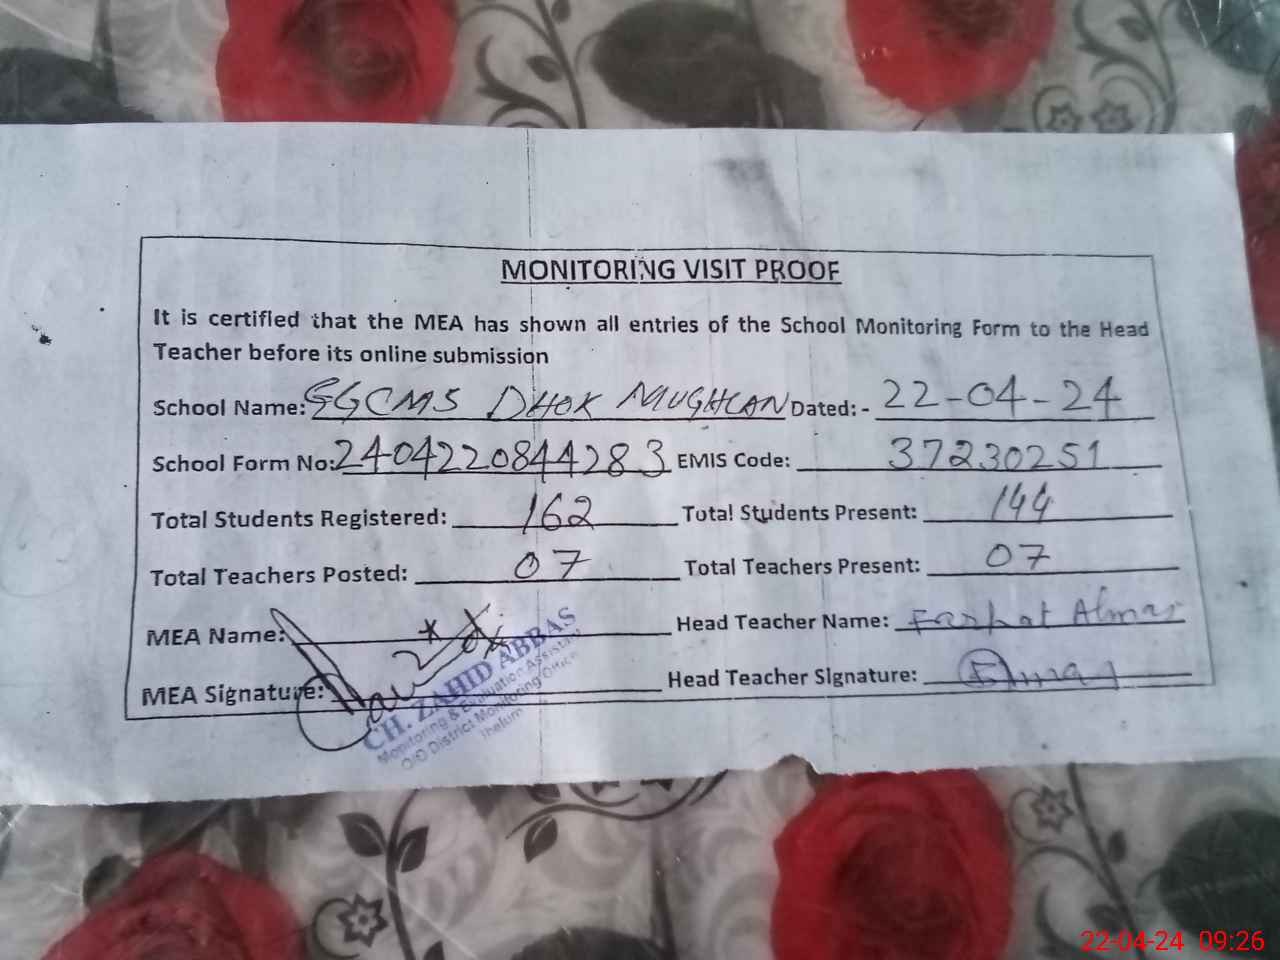 MONITORING VISIT PROOF
It is certified that the MEA has shown all entries of the School Monitoring Form to the Head
Teacher before its online submission
School Name: GGCMS DHOK MUGHLAN Dated: - 22-04-24
School Form No: 2404220844283 EMIS Code: 37230251
Total Students Registered: 162 Total Students Present: 144
Total Teachers Posted: 07 Total Teachers Present: 07
MEA Name: Head Teacher Name: Farhat Almas
MEA Signature: Head Teacher Signature:
CH. ZAHID ABBAS
Monitoring & Evaluation Assistant
O/O District Monitoring Office
Jhelum
22-04-24 09:26